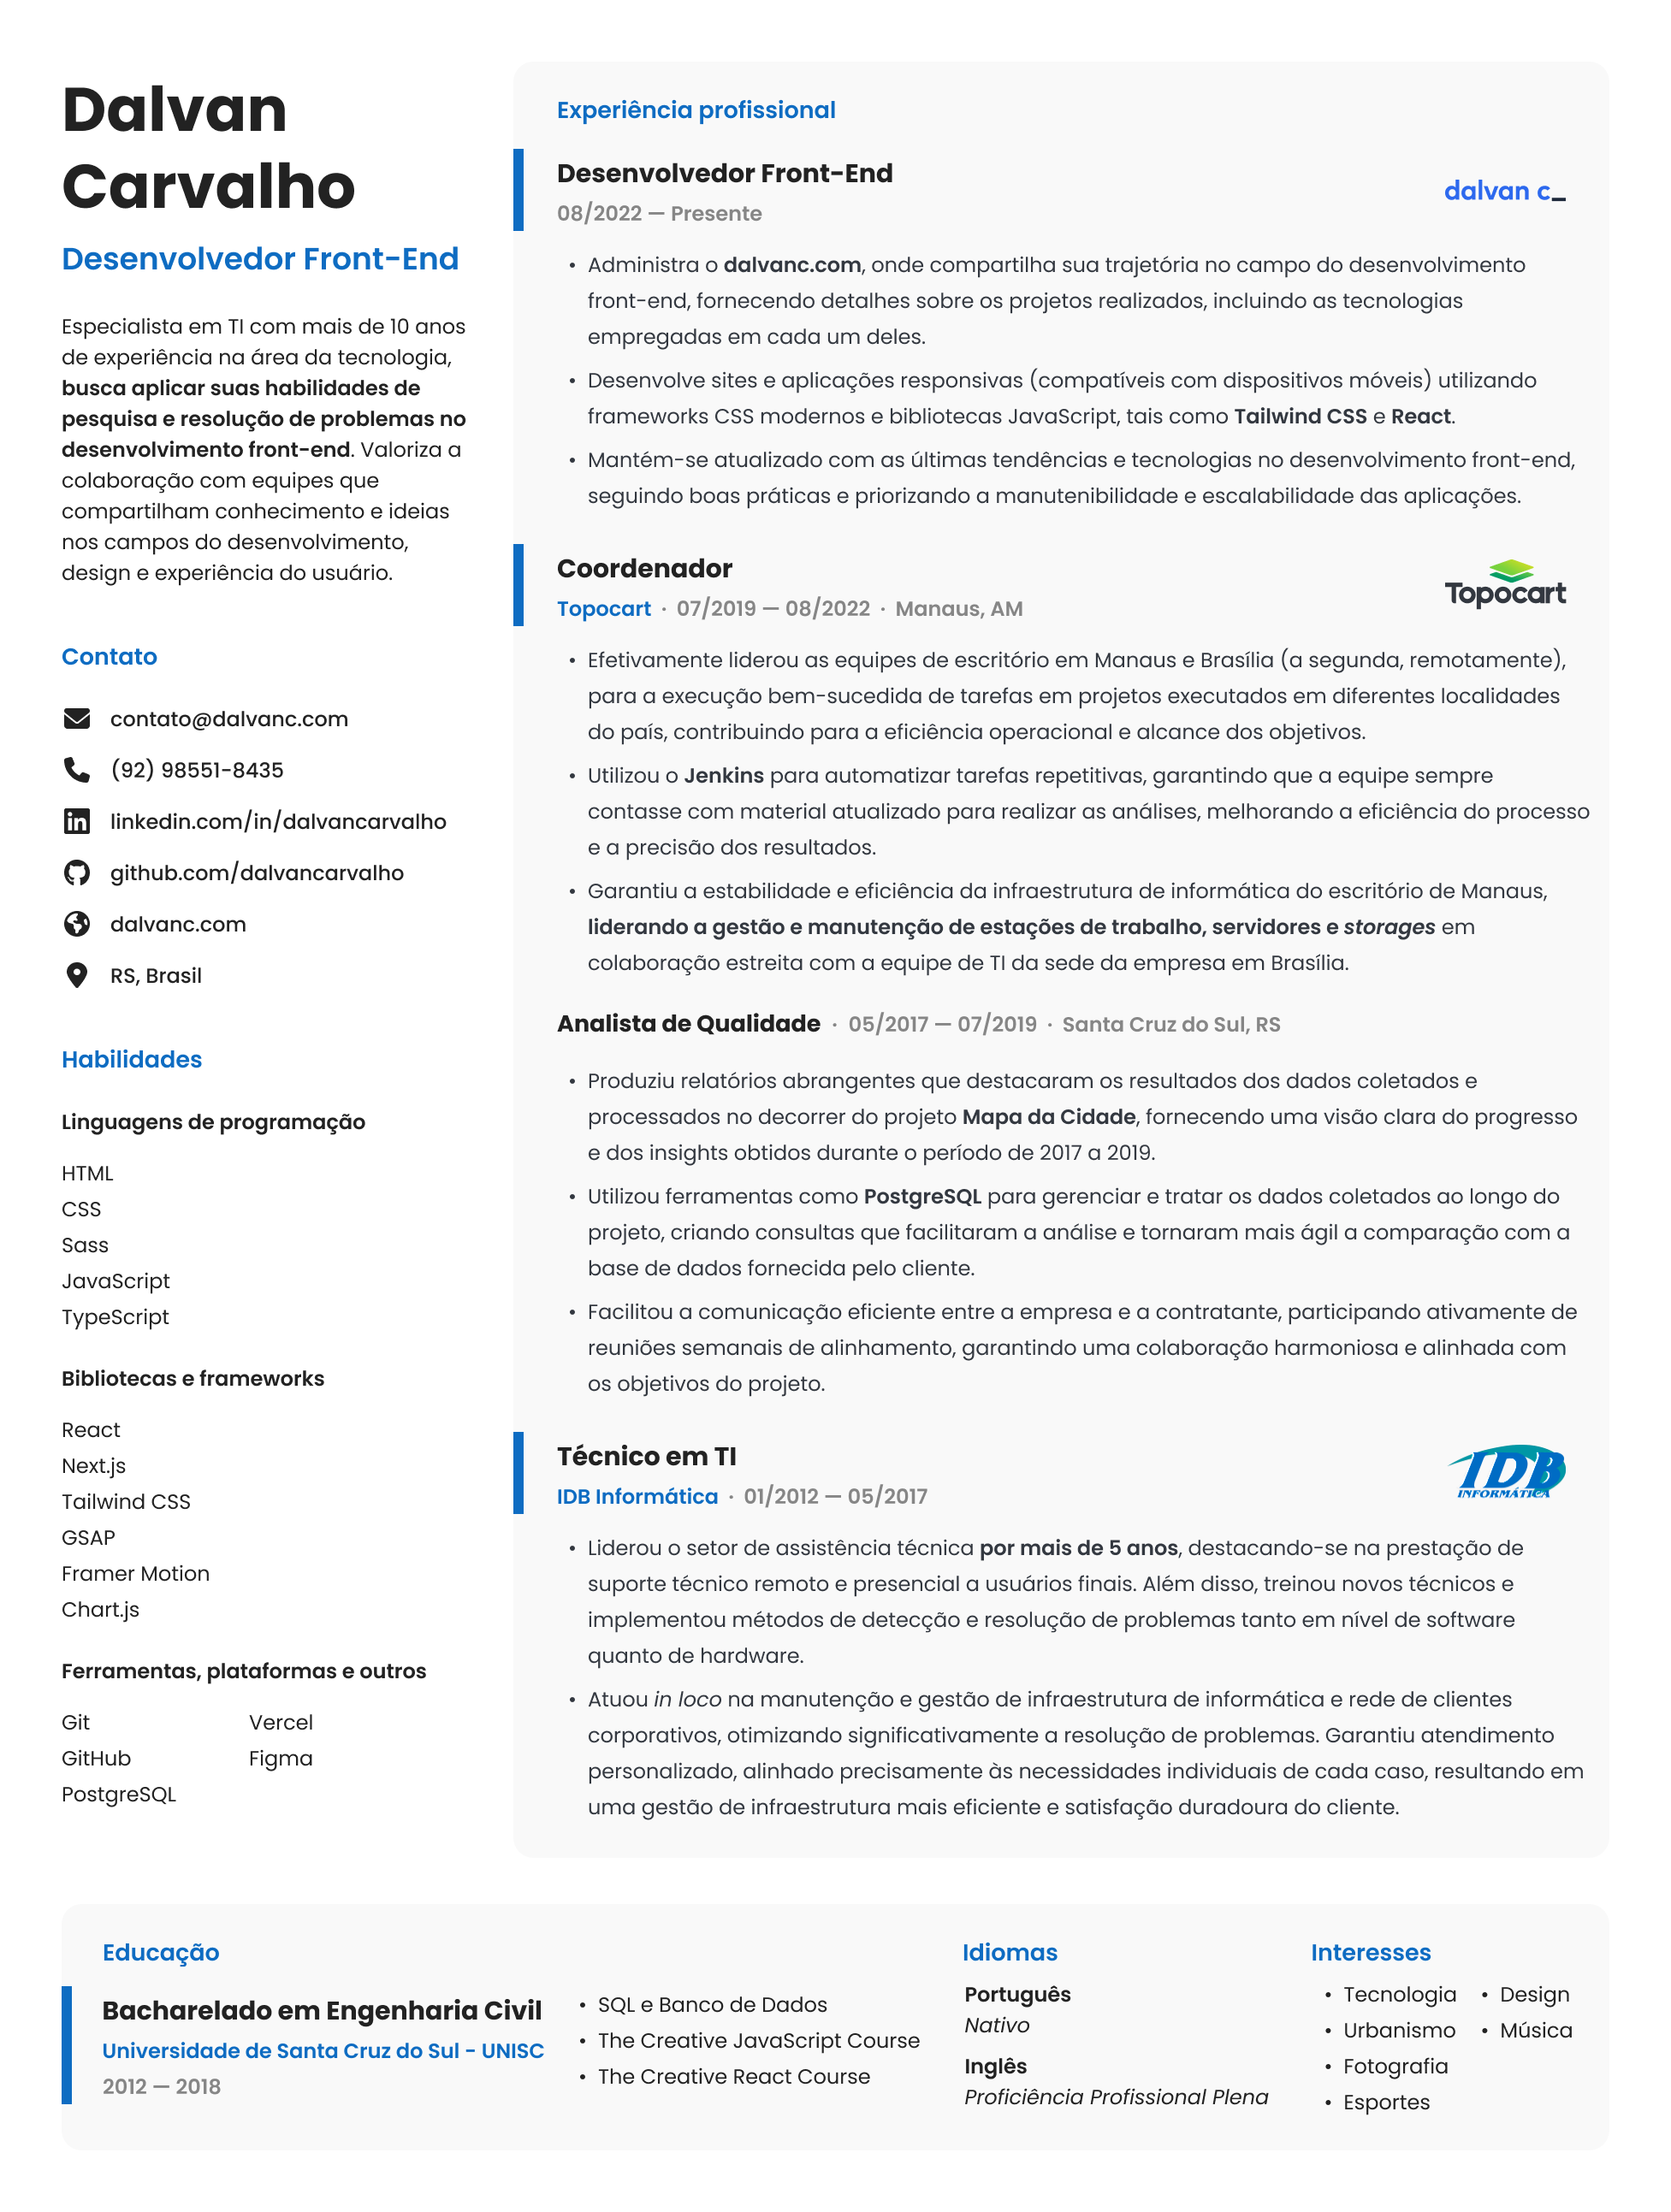 Dalvan
Carvalho
Desenvolvedor Front-End
Especialista em TI com mais de 10 anos
de experiência na área da tecnologia,
busca aplicar suas habilidades de
pesquisa e resolução de problemas no
desenvolvimento front-end. Valoriza a
colaboração com equipes que
compartilham conhecimento e ideias
nos campos do desenvolvimento,
design e experiência do usuário.
Contato
contato@dalvanc.com
(92) 98551-8435
linkedin.com/in/dalvancarvalho
github.com/dalvancarvalho
dalvanc.com
RS, Brasil
Habilidades
Linguagens de programação
HTML
CSS
Sass
JavaScript
TypeScript
Bibliotecas e frameworks
React
Next.js
Tailwind CSS
GSAP
Framer Motion
Chart.js
Ferramentas, plataformas e outros
Git
GitHub
PostgreSQL
Vercel
Figma
Experiência profissional
Desenvolvedor Front-End
08/2022 — Presente
dalvan c_
• Administra o dalvanc.com, onde compartilha sua trajetória no campo do desenvolvimento
front-end, fornecendo detalhes sobre os projetos realizados, incluindo as tecnologias
empregadas em cada um deles.
• Desenvolve sites e aplicações responsivas (compatíveis com dispositivos móveis) utilizando
frameworks CSS modernos e bibliotecas JavaScript, tais como Tailwind CSS e React.
• Mantém-se atualizado com as últimas tendências e tecnologias no desenvolvimento front-end,
seguindo boas práticas e priorizando a manutenibilidade e escalabilidade das aplicações.
Coordenador
Topocart · 07/2019 — 08/2022 · Manaus, AM
Topocart
• Efetivamente liderou as equipes de escritório em Manaus e Brasília (a segunda, remotamente),
para a execução bem-sucedida de tarefas em projetos executados em diferentes localidades
do país, contribuindo para a eficiência operacional e alcance dos objetivos.
• Utilizou o Jenkins para automatizar tarefas repetitivas, garantindo que a equipe sempre
contasse com material atualizado para realizar as análises, melhorando a eficiência do processo
e a precisão dos resultados.
• Garantiu a estabilidade e eficiência da infraestrutura de informática do escritório de Manaus,
liderando a gestão e manutenção de estações de trabalho, servidores e storages em
colaboração estreita com a equipe de TI da sede da empresa em Brasília.
Analista de Qualidade · 05/2017 — 07/2019 · Santa Cruz do Sul, RS
• Produziu relatórios abrangentes que destacaram os resultados dos dados coletados e
processados no decorrer do projeto Mapa da Cidade, fornecendo uma visão clara do progresso
e dos insights obtidos durante o período de 2017 a 2019.
• Utilizou ferramentas como PostgreSQL para gerenciar e tratar os dados coletados ao longo do
projeto, criando consultas que facilitaram a análise e tornaram mais ágil a comparação com a
base de dados fornecida pelo cliente.
• Facilitou a comunicação eficiente entre a empresa e a contratante, participando ativamente de
reuniões semanais de alinhamento, garantindo uma colaboração harmoniosa e alinhada com
os objetivos do projeto.
Técnico em TI
IDB Informática · 01/2012 — 05/2017
IDB
INFORMÁTICA
• Liderou o setor de assistência técnica por mais de 5 anos, destacando-se na prestação de
suporte técnico remoto e presencial a usuários finais. Além disso, treinou novos técnicos e
implementou métodos de detecção e resolução de problemas tanto em nível de software
quanto de hardware.
• Atuou in loco na manutenção e gestão de infraestrutura de informática e rede de clientes
corporativos, otimizando significativamente a resolução de problemas. Garantiu atendimento
personalizado, alinhado precisamente às necessidades individuais de cada caso, resultando em
uma gestão de infraestrutura mais eficiente e satisfação duradoura do cliente.
Educação
Bacharelado em Engenharia Civil
Universidade de Santa Cruz do Sul - UNISC
2012 — 2018
• SQL e Banco de Dados
• The Creative JavaScript Course
• The Creative React Course
Idiomas
Português
Nativo
Inglês
Proficiência Profissional Plena
Interesses
• Tecnologia
• Urbanismo
• Fotografia
• Esportes
• Design
• Música